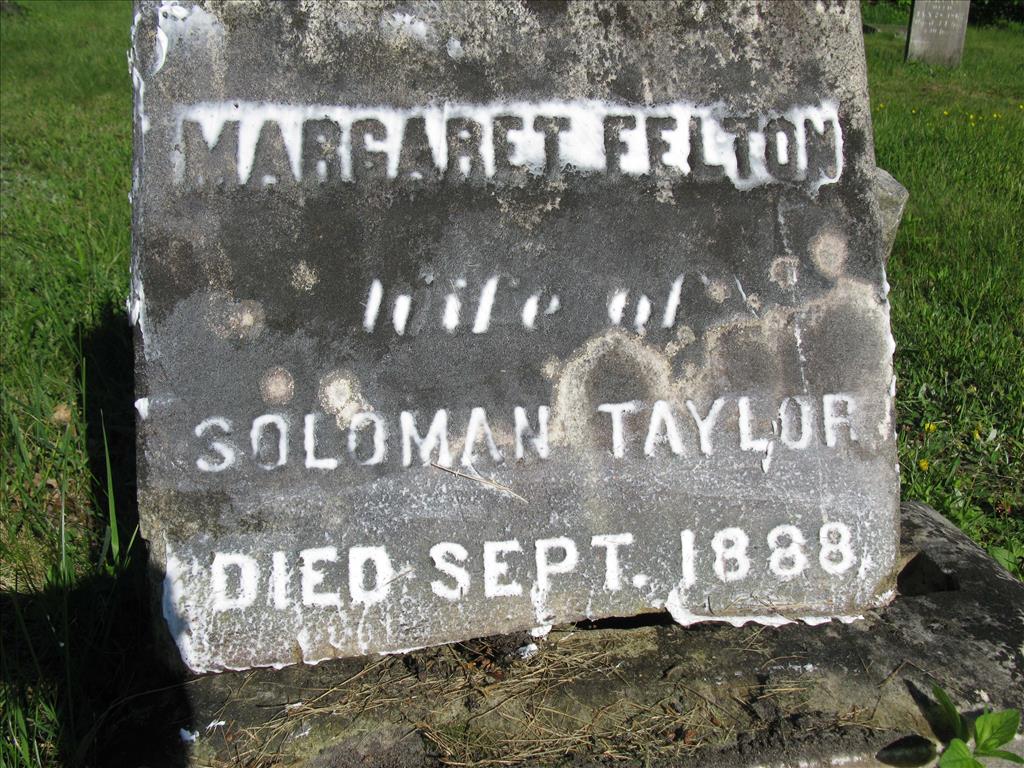 MARGARET FELTON
wife of
SOLOMAN TAYLOR
DIED SEPT. 1888